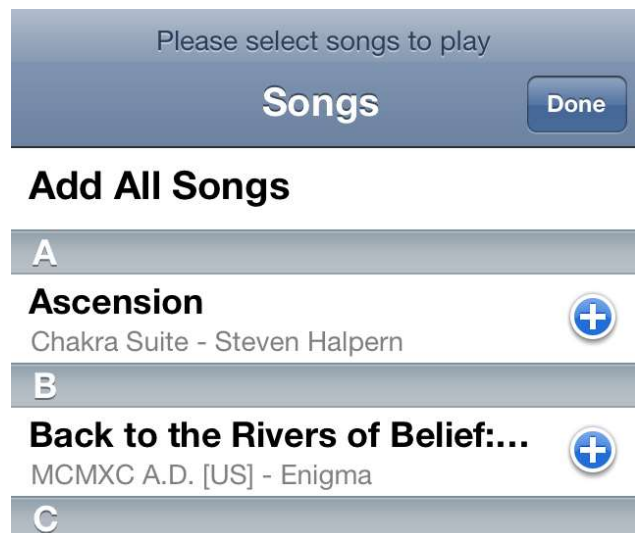 Please select songs to play
Songs
Done
Add All Songs
A
Ascension
Chakra Suite - Steven Halpern
B
Back to the Rivers of Belief:...
MCMXC A.D. [US] - Enigma
C